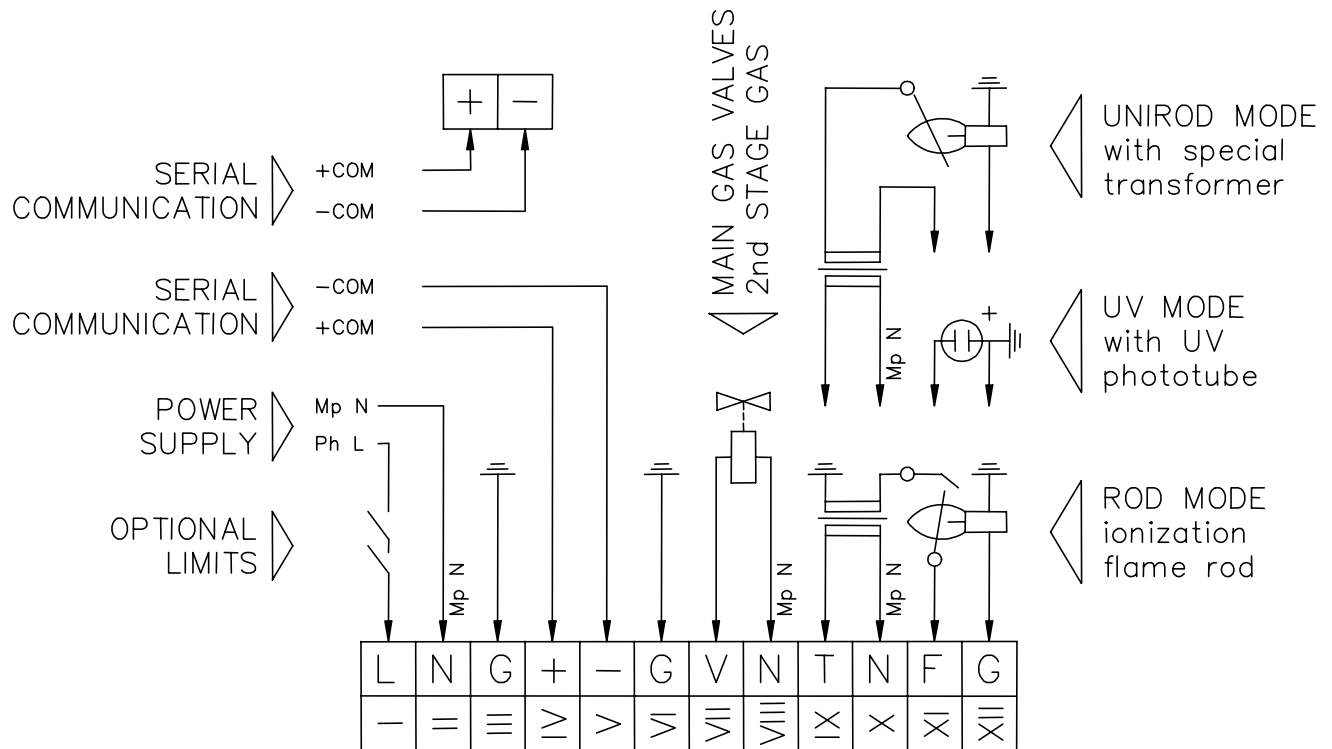 MAIN GAS VALVES
2nd STAGE GAS
+ −
SERIAL
COMMUNICATION
+COM
−COM
SERIAL
COMMUNICATION
−COM
+COM
POWER
SUPPLY
Mp N
Ph L
OPTIONAL
LIMITS
UNIROD MODE
with special
transformer
Mp N
+
UV MODE
with UV
phototube
ROD MODE
ionization
flame rod
Mp N
Mp N
Mp N
L N G + − G V N T N F G
I II III IV V VI VII VIII IX X XI XII